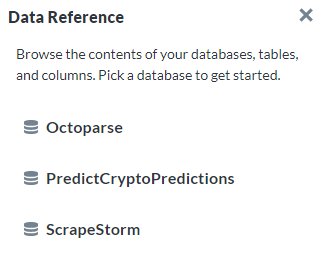 Data Reference
Browse the contents of your databases, tables,
and columns. Pick a database to get started.
Octoparse
PredictCryptoPredictions
ScrapeStorm